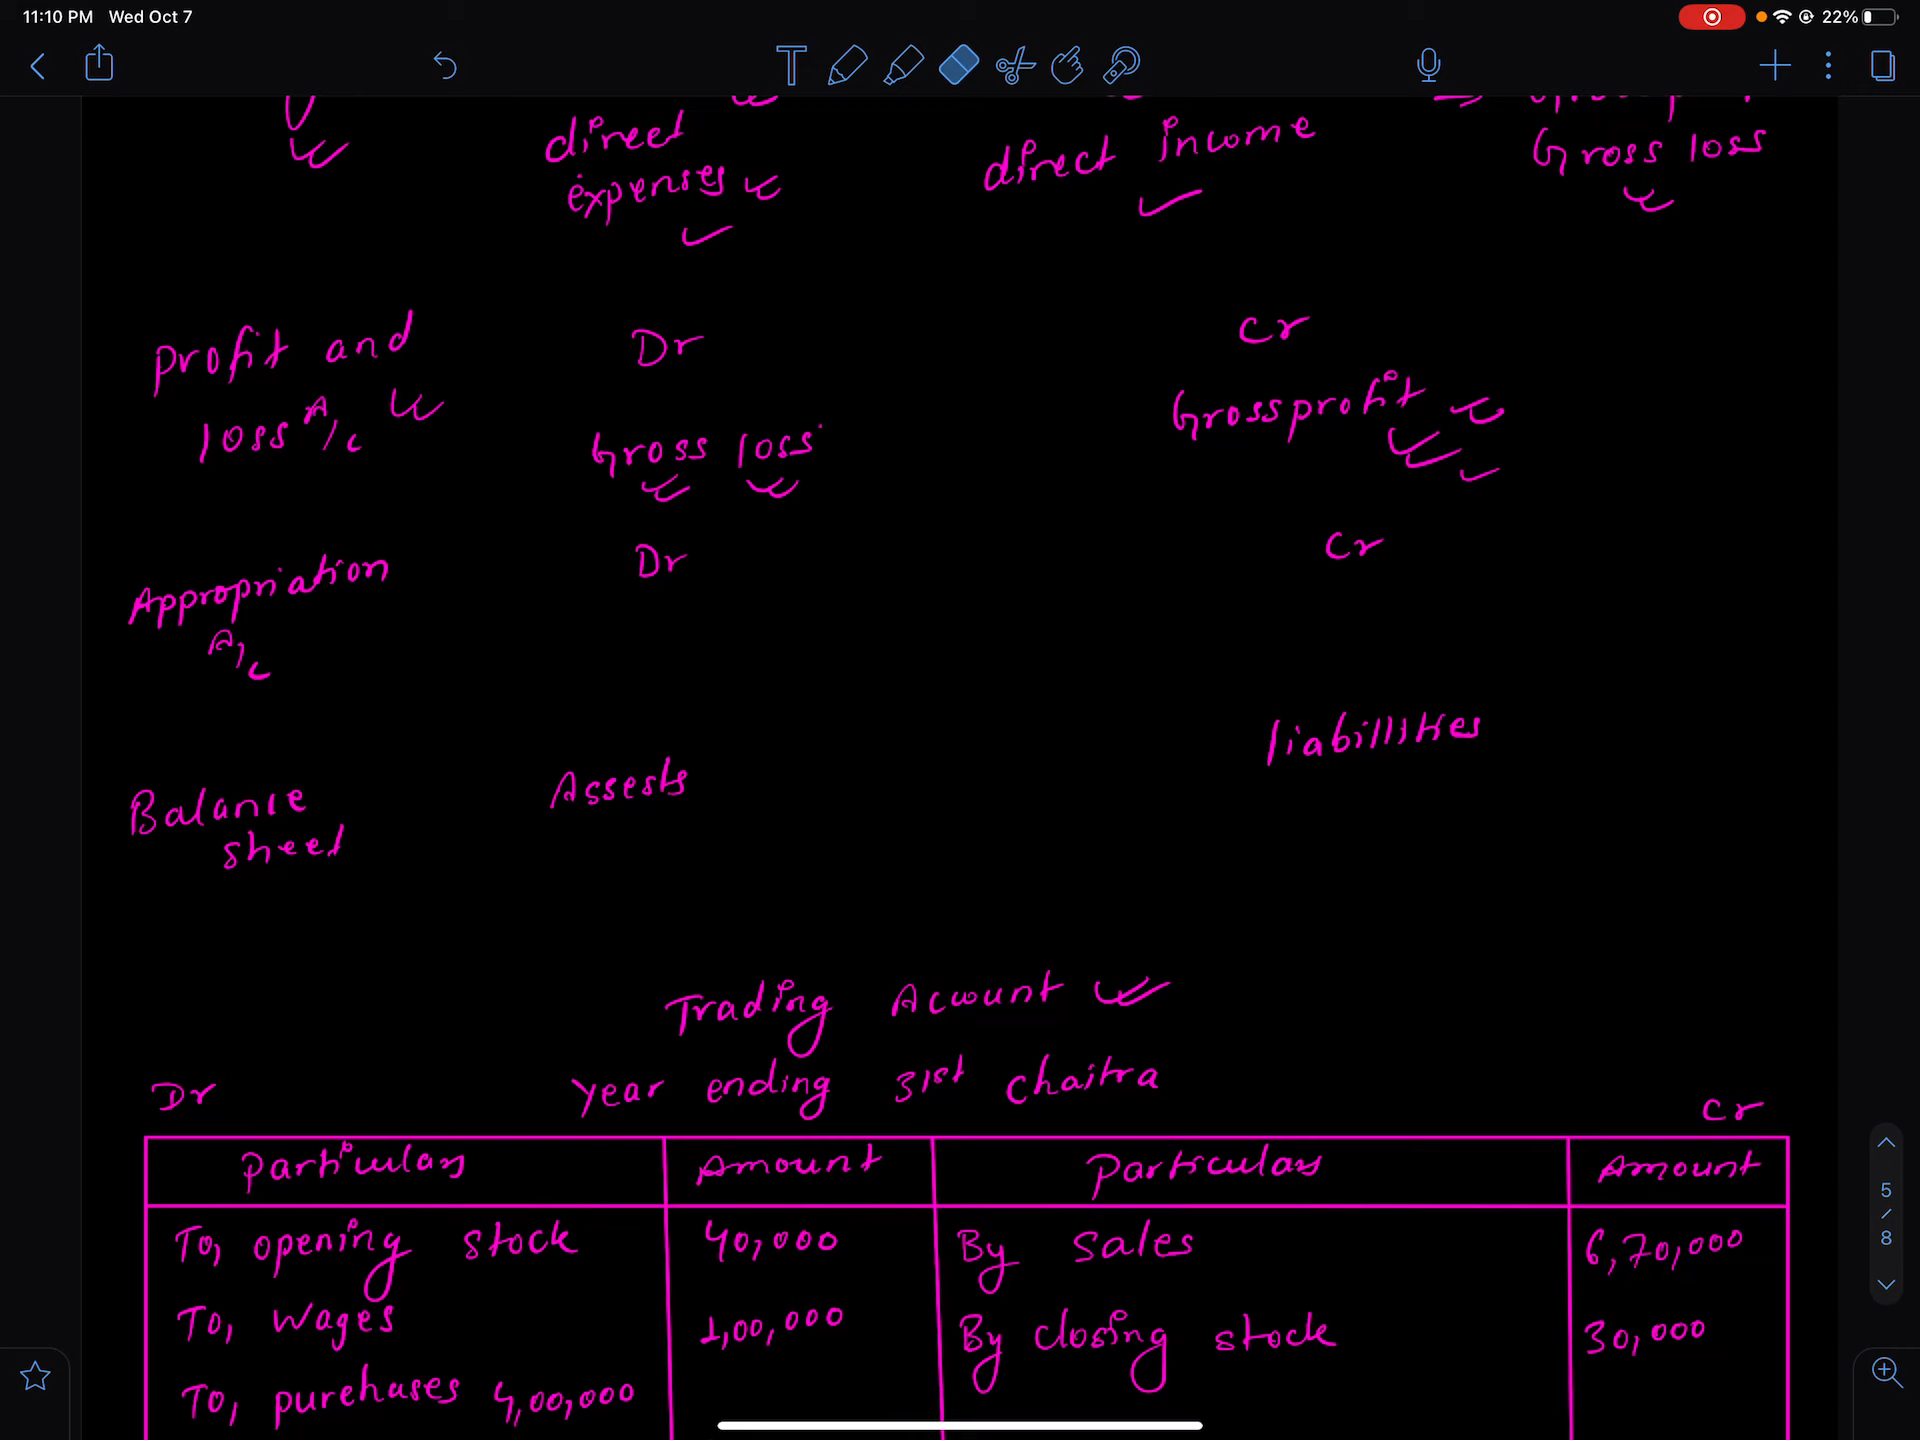 11:10 PM Wed Oct 7
22%
direct
direct income
Gross loss
expenses
profit and
Dr
Cr
loss A/c
Gross loss
Gross profit
Appropriation
Dr
Cr
A/c
liabillities
Balance
Assests
sheet
Trading Account
Dr
year ending 31st chaitra
Cr
Particulars Amount Particulars Amount
To, opening stock 40,000 By sales 6,70,000
To, wages 1,00,000 By closing stock 30,000
To, purchases 4,00,000
5
/
8